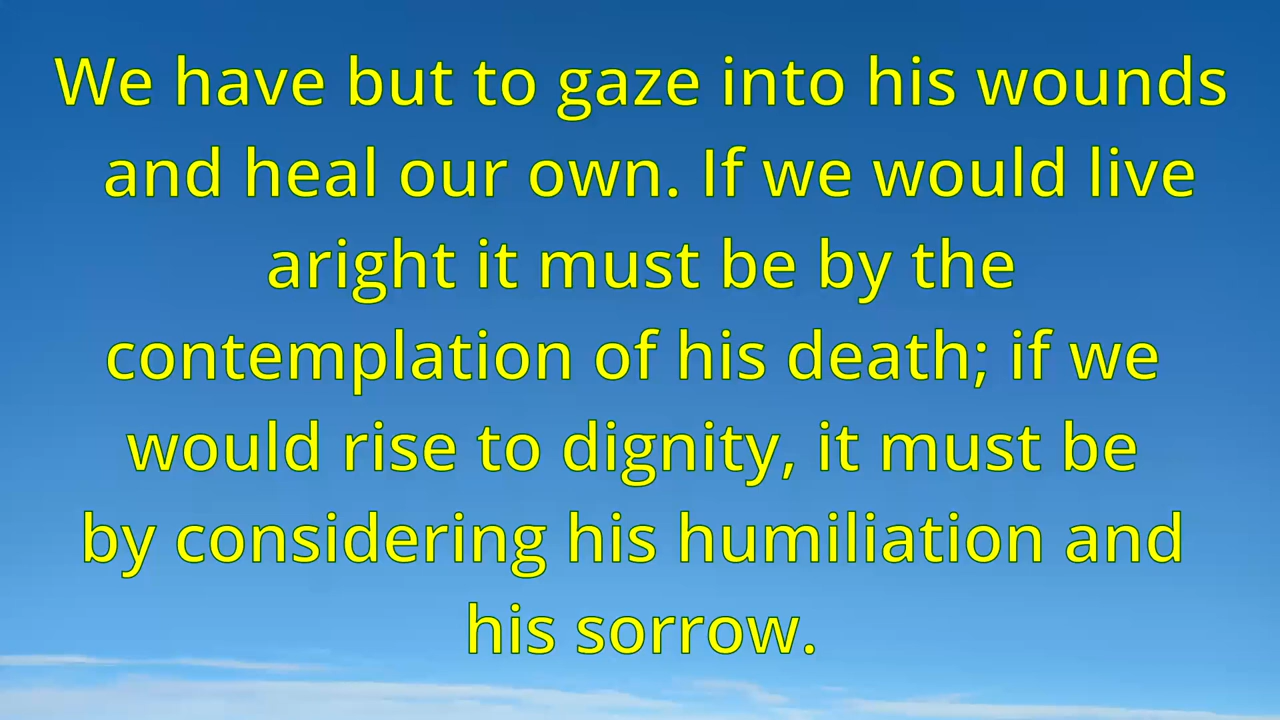 We have but to gaze into his wounds
and heal our own. If we would live
aright it must be by the
contemplation of his death; if we
would rise to dignity, it must be
by considering his humiliation and
his sorrow.